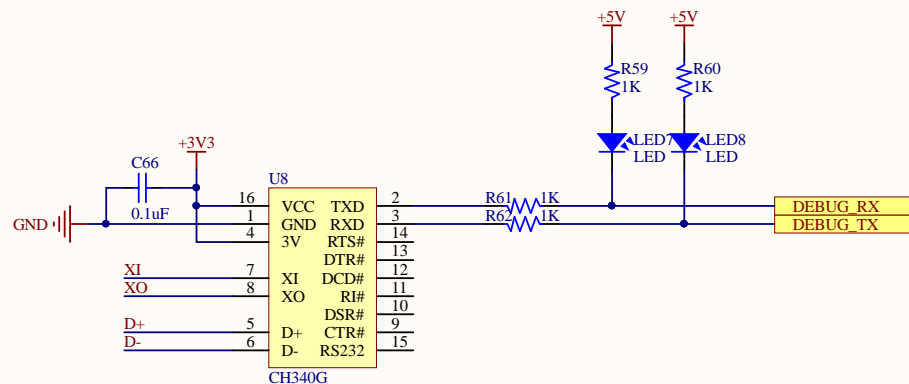 +5V +5V
R59 R60
1K 1K
+3V3
LED7 LED8
LED LED
C66
0.1uF
U8
GND
16 VCC TXD 2 R61 1K DEBUG_RX
1 GND RXD 3 R62 1K DEBUG_TX
4 3V RTS# 14
DTR# 13
XI 7 XI DCD# 12
XO 8 XO RI# 11
DSR# 10
D+ 5 D+ CTR# 9
D- 6 D- RS232 15
CH340G